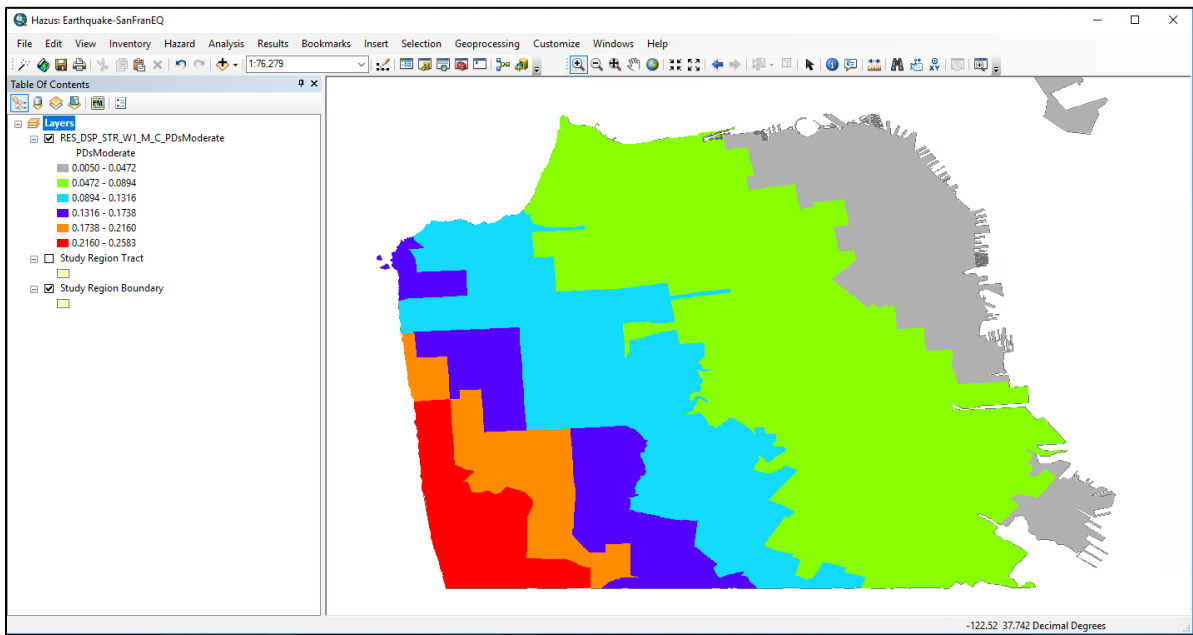 Hazus: Earthquake-SanFranEQ
File Edit View Inventory Hazard Analysis Results Bookmarks Insert Selection Geoprocessing Customize Windows Help
1:76,279
Table Of Contents
Layers
RES_DSP_STR_W1_M_C_PDsModerate
PDsModerate
0.0050 - 0.0472
0.0472 - 0.0894
0.0894 - 0.1316
0.1316 - 0.1738
0.1738 - 0.2160
0.2160 - 0.2583
Study Region Tract
Study Region Boundary
-122.52 37.742 Decimal Degrees